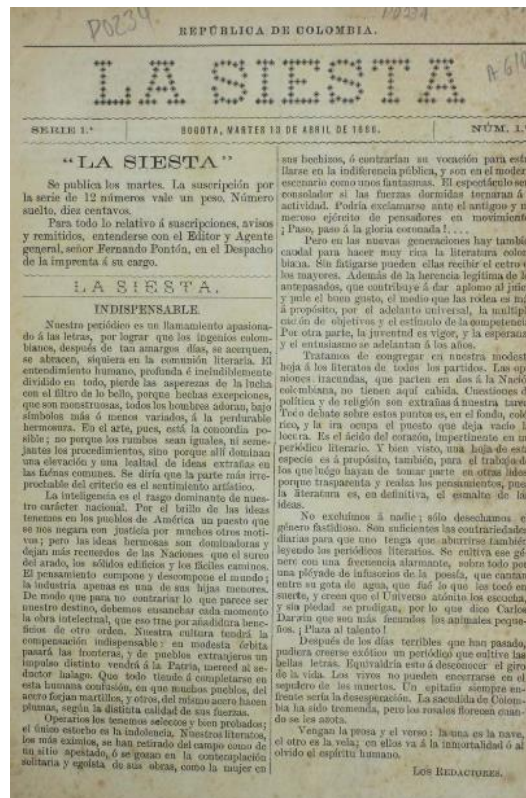 P0234
P0234
REPÚBLICA DE COLOMBIA.
LA SIESTA
SERIE 1.ª
BOGOTA, MARTES 13 DE ABRIL DE 1886.
NÚM. 1.
"LA SIESTA"
Se publica los martes. La suscripción por
la serie de 12 números vale un peso. Número
suelto, diez centavos.
Para todo lo relativo á suscripciones, avisos
y remitidos, entenderse con el Editor y Agente
general, señor Fernando Pontón, en el Despacho
de la imprenta á su cargo.
LA SIESTA.
INDISPENSABLE
Nuestro periódico es un llamamiento apasiona-
do á las letras, por lograr que los ingenios colom-
bianos, después de tan amargos días, se acerquen,
se abracen, siquiera en la comunión literaria. El
entendimiento humano, profunda é ineludiblemente
dividido en todo, pierde las asperezas de la lucha
con el filtro de lo bello, porque hechas excepciones,
que son monstruosas, todos los hombres adoran, bajo
símbolos más ó menos variados, á la perdurable
hermosura. En el arte, pues, está la concordia po-
sible; no porque los rumbos sean iguales, ni seme-
jantes los procedimientos, sino porque allí dominan
una elevación y una lealtad de ideas extrañas en
las faenas comunes. Se diría que la parte más irre-
prochable del criterio es el sentimiento artístico.
La inteligencia es el rasgo dominante de nues-
tro carácter nacional. Por el brillo de las ideas
tenemos en los pueblos de América un puesto que
se nos negara con justicia por muchos otros moti-
vos; pero las ideas hermosas son dominadoras y
dejan más recuerdos de las Naciones que el surco
del arado, los sólidos edificios y los fáciles caminos.
El pensamiento compone y descompone el mundo;
la industria apenas es una de sus hijas menores.
De modo que para no contrariar lo que parece ser
nuestro destino, debemos ensanchar cada momento
la obra intelectual, que eso trae por añadidura bene-
ficios de otro orden. Nuestra cultura tendrá la
compensación indispensable: en modesta órbita
pasará las fronteras, y de pueblos extranjeros un
impulso distinto vendrá á la Patria, merced al se-
ductor halago. Que todo tiende á completarse en
esta humana confusión, en que muchos pueblos, del
acero forjan martillos, y otros, del mismo acero hacen
plumas, según la distinta calidad de sus fuerzas.
Operarios los tenemos selectos y bien probados;
el único estorbo es la indolencia. Nuestros literatos,
los más eximios, se han retirado del campo como de
un sitio apestado, ó se gozan en la contemplación
solitaria y egoísta de sus obras, como la mujer en
sus hechizos, ó contrarían su vocación para
llarse en la indiferencia pública, y son en el
escenario como unos fantasmas. El espectáculo
consolador si las fuerzas dormidas tornaran á
actividad. Podría exclamarse ante el antiguo y
meroso ejército de pensadores en movimiento
¡Paso, paso á la gloria coronada!....
Pero en las nuevas generaciones hay
caudal para hacer muy rica la literatura
biana. Sin fatigarse pueden ellas recibir el cetro
los mayores. Además de la herencia legítima de
antepasados, que contribuye á dar aplomo al
y pule el buen gusto, el medio que las rodea es
á propósito, por el adelanto universal, la
cación de objetivos y el estímulo de la
Por otra parte, la juventud es vigor, y la esperanza
y el entusiasmo se adelantan á los años.
Tratamos de congregar en nuestra modesta
hoja á los literatos de todos los partidos. Las
niones iracundas, que parten en dos á la
colombiana, no tienen aquí cabida. Cuestiones
política y de religión son extrañas á nuestra
Todo debate sobre estos puntos es, en el fondo,
rico, y la ira ocupa el puesto que deja vacío la
locura. Es el ácido del corazón, impertinente en
periódico literario. Y bien visto, una hoja de esta
especie es á propósito, también, para el trabajo de
los que luégo hayan de tomar parte en otras lides
porque trasparenta y realza los pensamientos, pues
la literatura es, en definitiva, el esmalte de las
ideas.
No excluímos á nadie; sólo desechamos el
género fastidioso. Son suficientes las contrariedades
diarias para que uno tenga que aburrirse también
leyendo los periódicos literarios. Se cultiva ese
nero con una frecuencia alarmante, sobre todo por
una pléyade de infusorios de la poesía, que cantan
entre su gota de agua, que fué lo que les tocó en
suerte, y creen que el Universo atónito los escucha,
y sin piedad se prodigan, por lo que dice Carlos
Darwin que son más fecundos los animales peque-
ños. ¡Plaza al talento!
Después de los días terribles que han pasado,
pudiera creerse exótico un periódico que cultive las
bellas letras. Equivaldría esto á desconocer el giro
de la vida. Los vivos no pueden encerrarse en el
sepulcro de los muertos. Un epitafio siempre en-
frente sería la desesperación. La sacudida de Colom-
bia ha sido tremenda, pero los rosales florecen cuan-
do se les azota.
Vengan la prosa y el verso: la una es la nave,
el otro es la vela; en ellas va á la inmortalidad ó al
olvido el espíritu humano.
LOS REDACTORES.